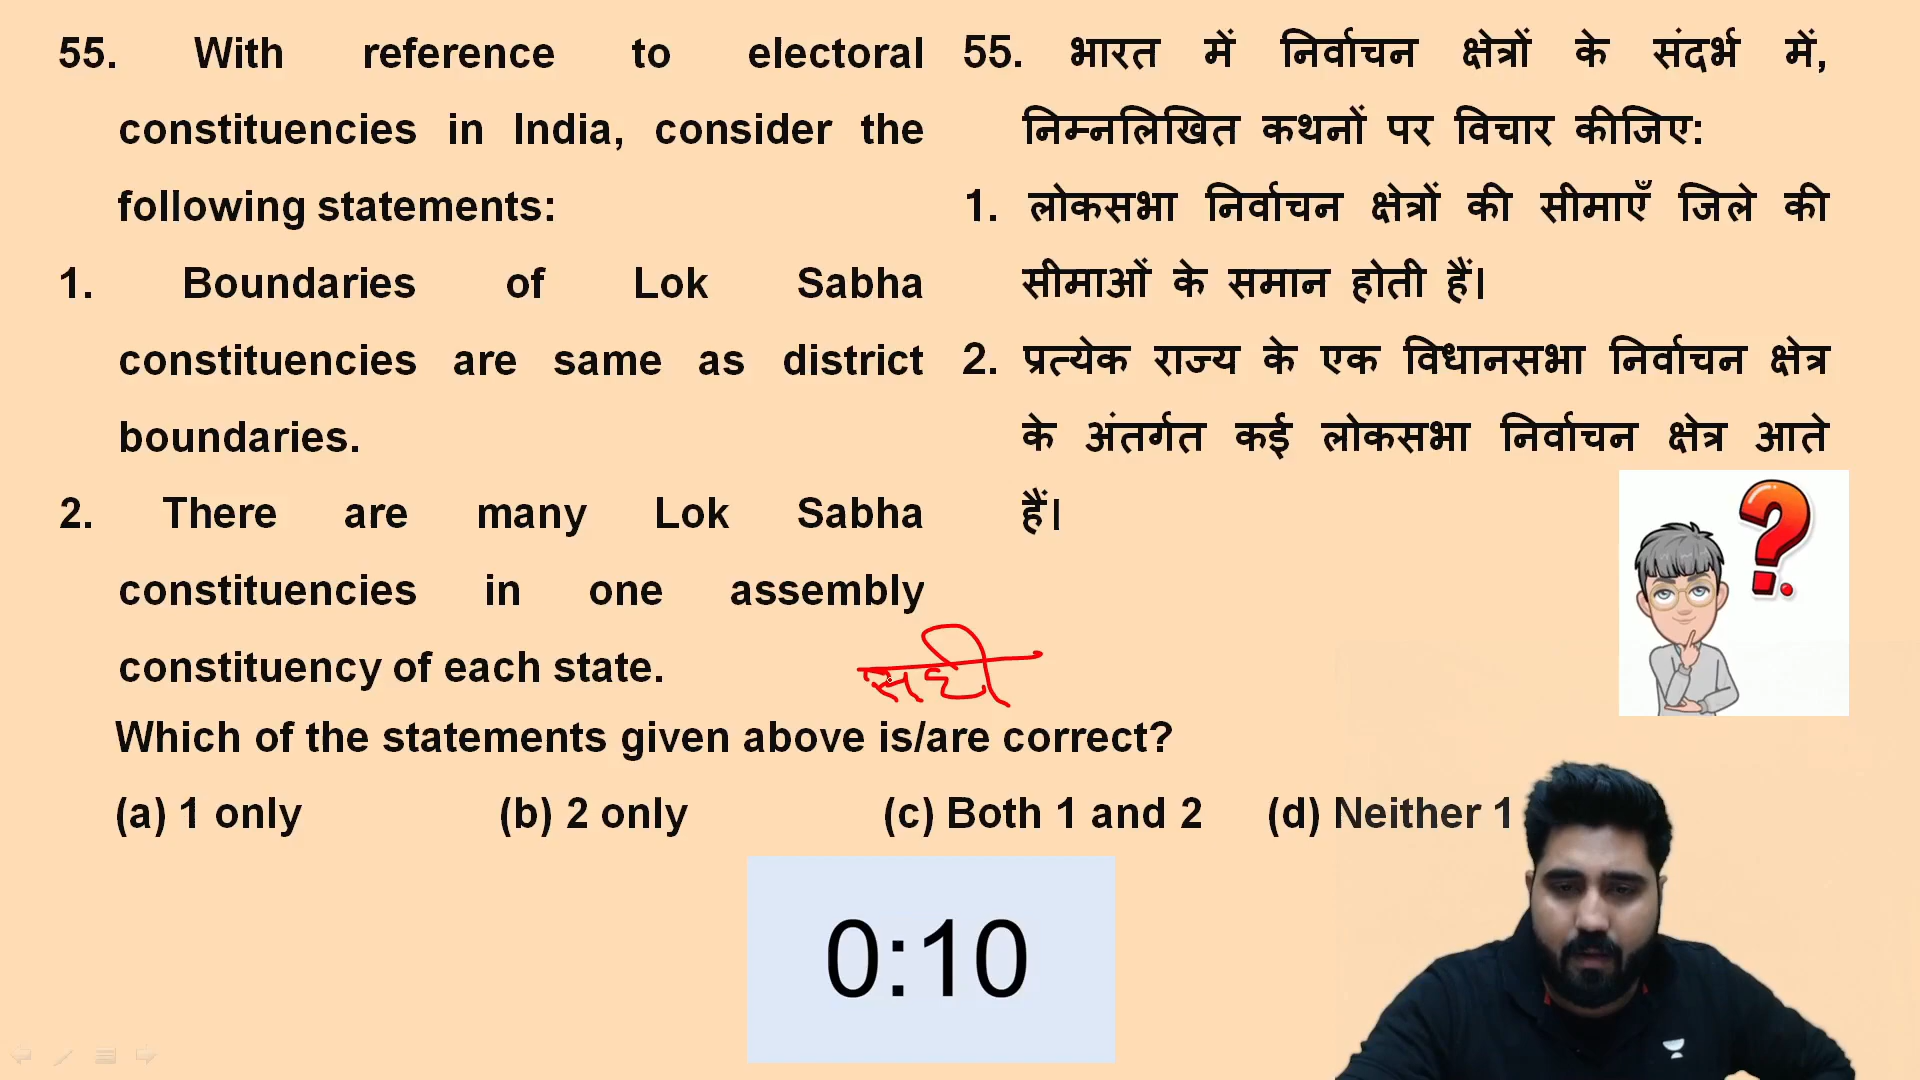 55. With reference to electoral
constituencies in India, consider the
following statements:
1. Boundaries of Lok Sabha
constituencies are same as district
boundaries.
2. There are many Lok Sabha
constituencies in one assembly
constituency of each state.
55. भारत में निर्वाचन क्षेत्रों के संदर्भ में,
निम्नलिखित कथनों पर विचार कीजिए:
1. लोकसभा निर्वाचन क्षेत्रों की सीमाएँ जिले की
सीमाओं के समान होती हैं।
2. प्रत्येक राज्य के एक विधानसभा निर्वाचन क्षेत्र
के अंतर्गत कई लोकसभा निर्वाचन क्षेत्र आते
हैं।
सही
Which of the statements given above is/are correct?
(a) 1 only (b) 2 only (c) Both 1 and 2 (d) Neither 1
0:10